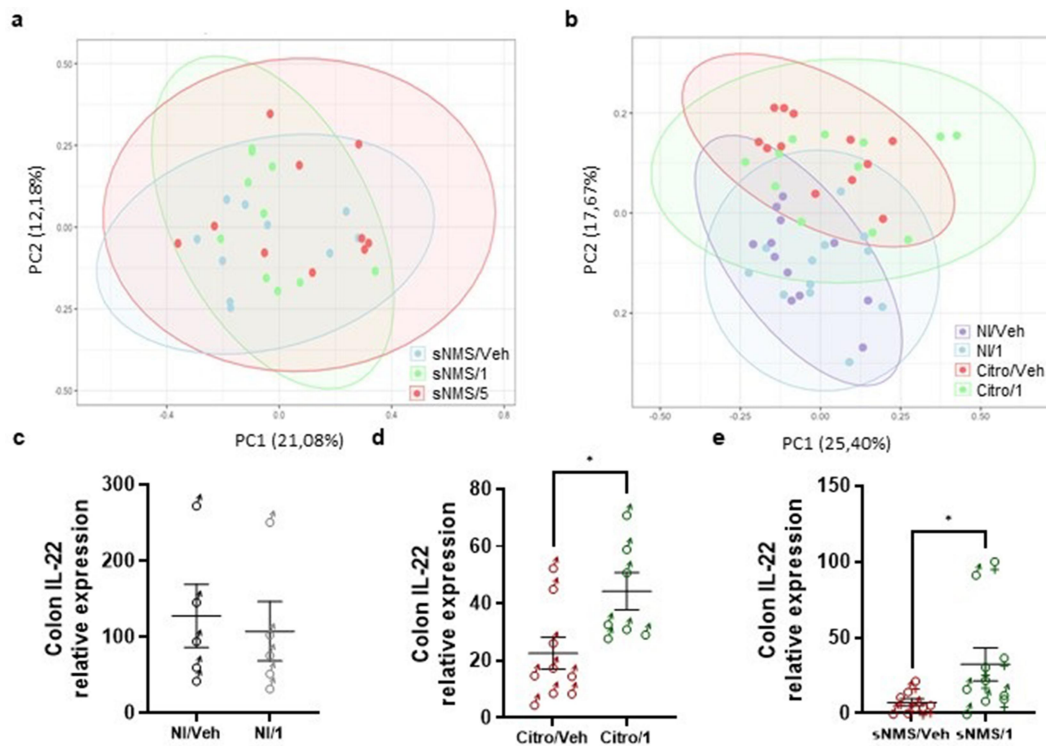 a
0.50
0.25
0.00
0.25
0.50
PC2 (12,18%)
-0.4
0.0
0.4
0.8
PC1 (21,08%)
sNMS/Veh
sNMS/1
sNMS/5
b
0.2
0.0
0.2
PC2 (17,67%)
-0.50
-0.25
0.00
0.25
0.50
PC1 (25,40%)
NI/Veh
NI/1
Citro/Veh
Citro/1
c
Colon IL-22
relative expression
300
200
100
0
NI/Veh
NI/1
d
Colon IL-22
relative expression
80
60
40
20
0
*
Citro/Veh
Citro/1
e
Colon IL-22
relative expression
150
100
50
0
*
sNMS/Veh
sNMS/1